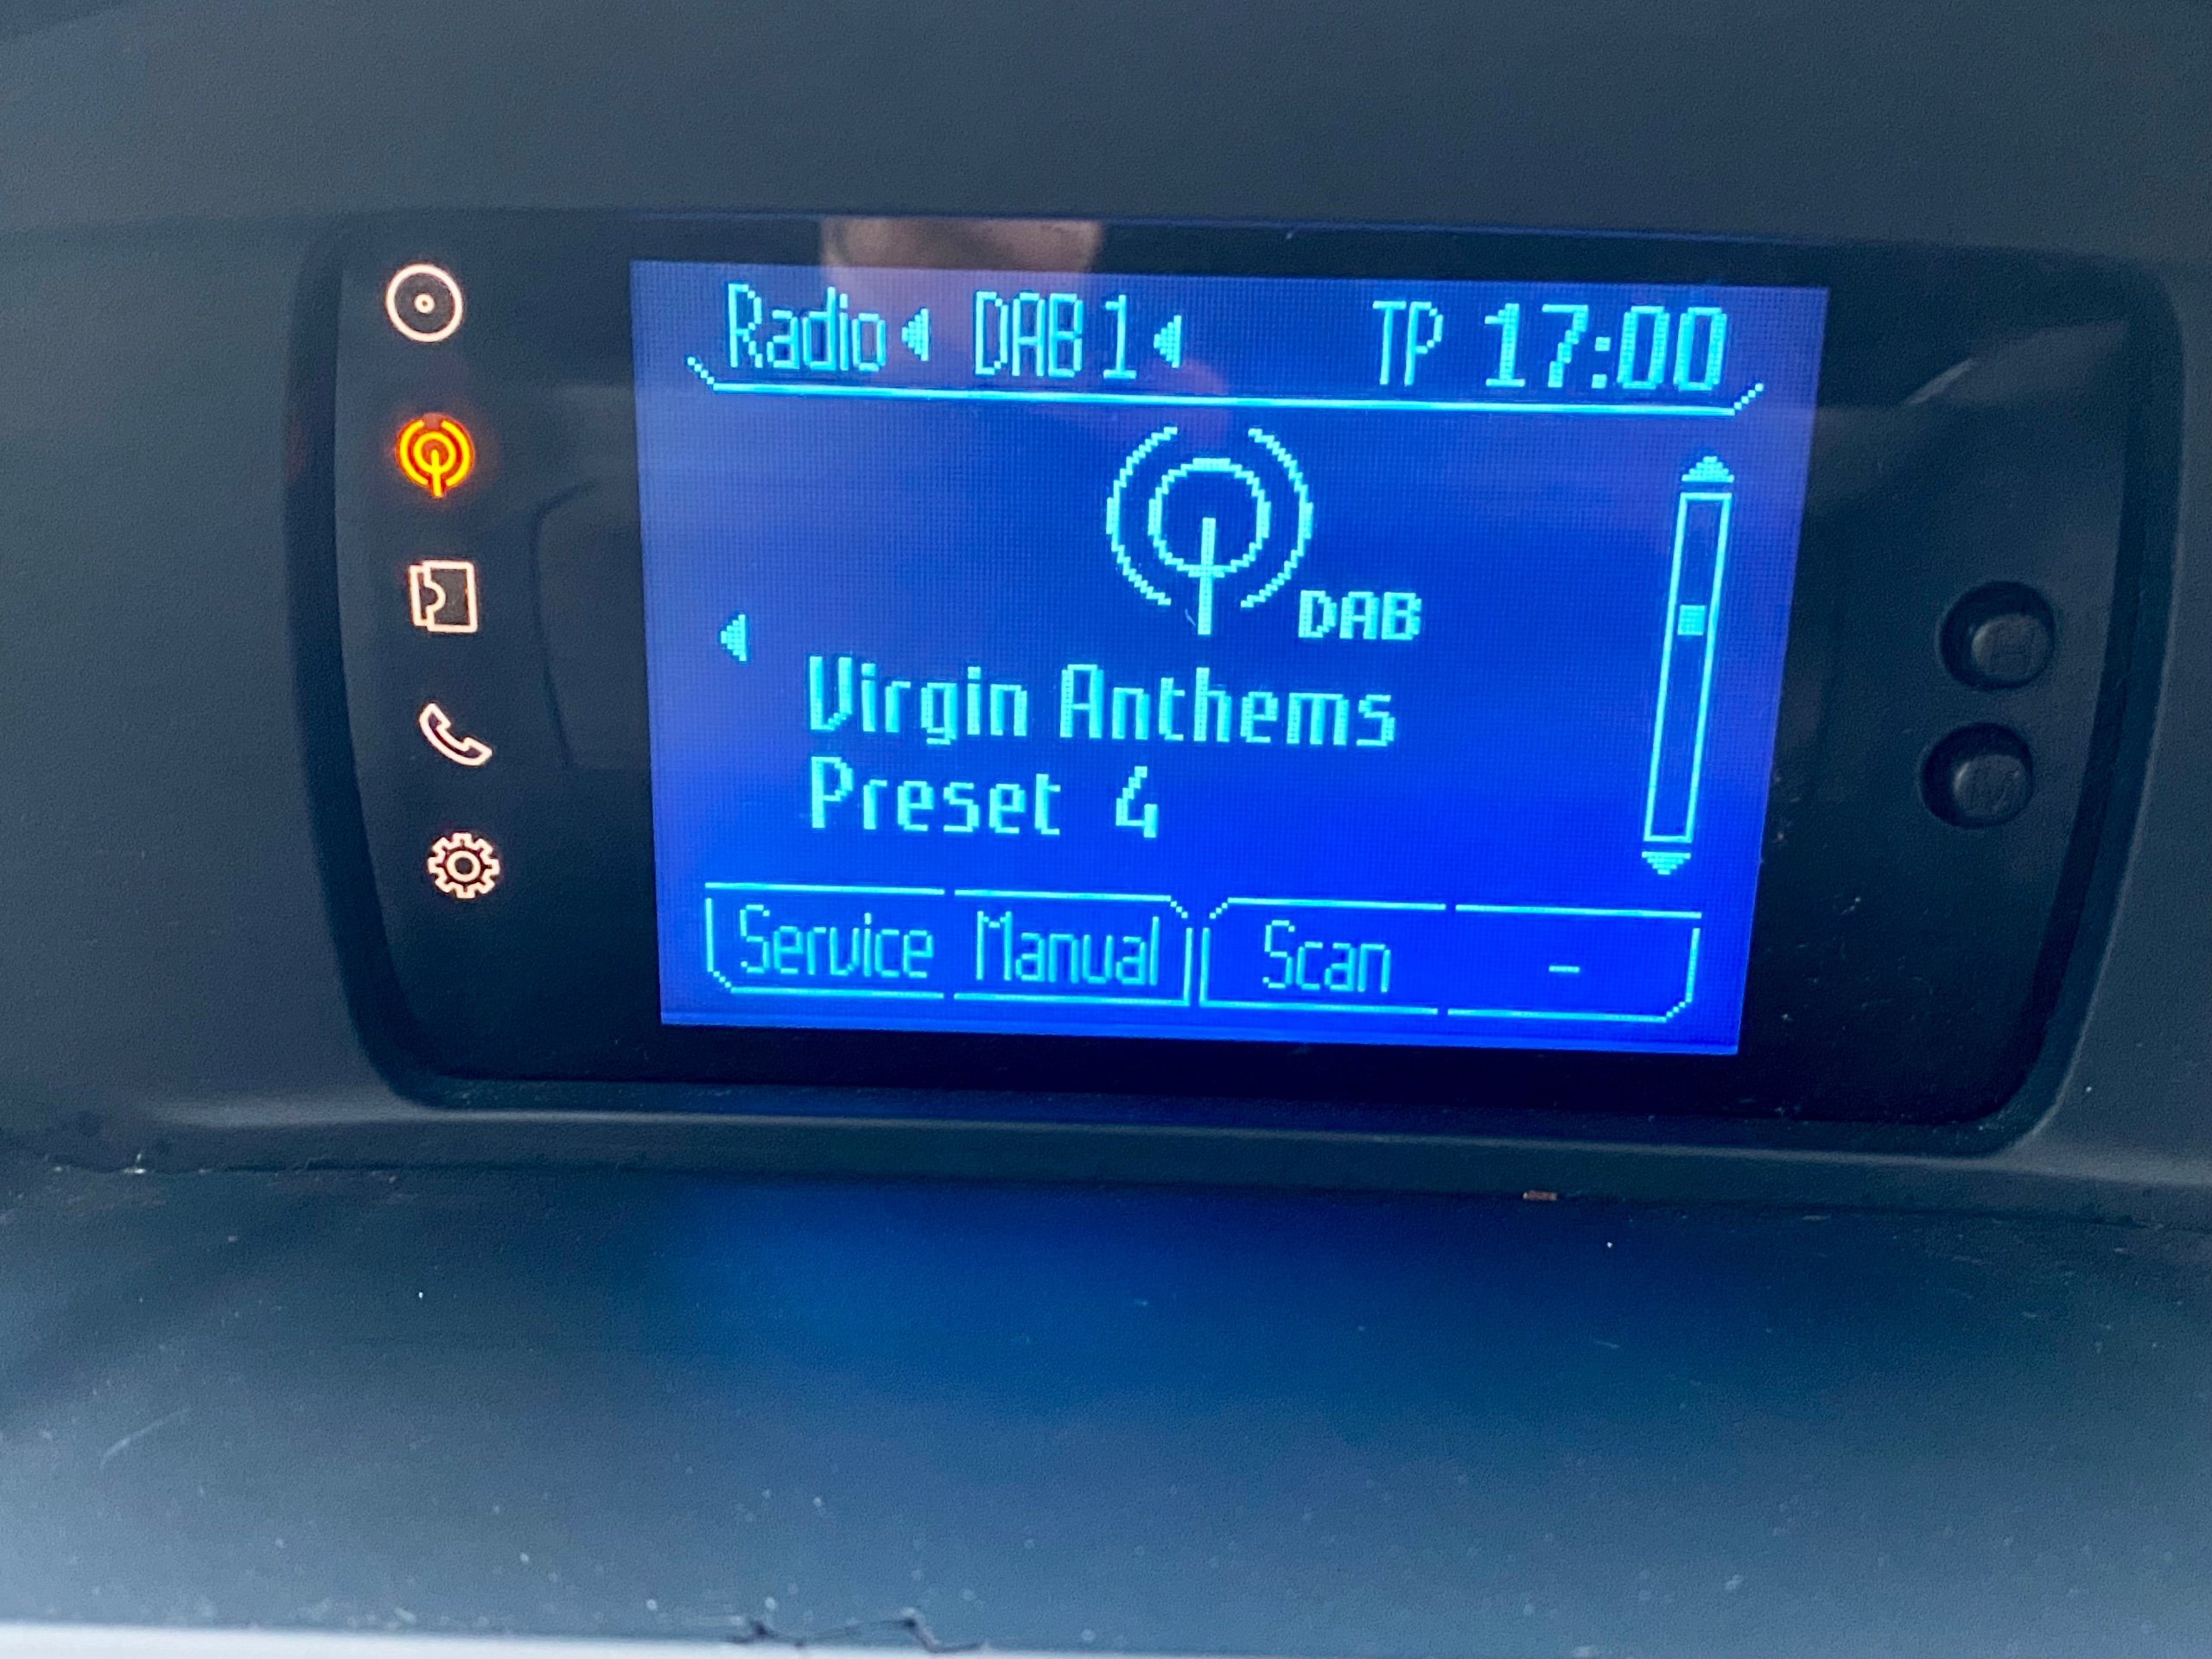 Radio DAB 1 TP 17:00
DAB
Virgin Anthems
Preset 4
Service Manual Scan -
H
M